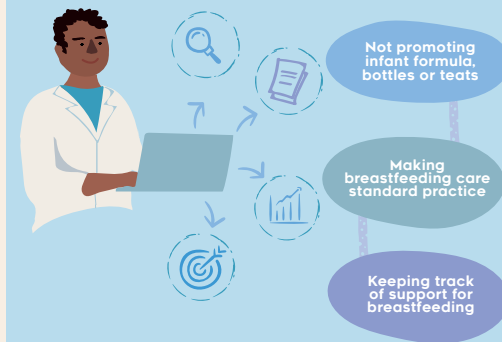 Not promoting
infant formula,
bottles or teats
Making
breastfeeding care
standard practice
Keeping track
of support for
breastfeeding